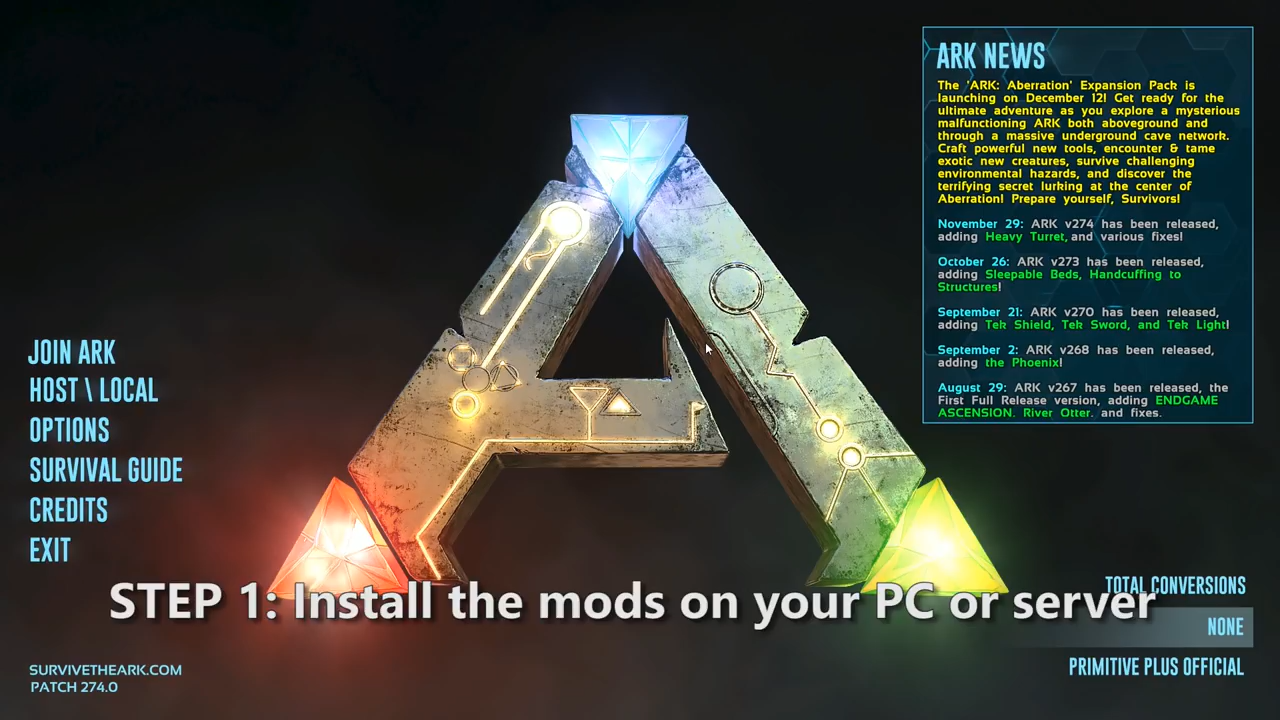 ARK NEWS
The 'ARK: Aberration' Expansion Pack is
launching on December 12! Get ready for the
ultimate adventure as you explore a mysterious
malfunctioning ARK both aboveground and
through a massive underground cave network.
Craft powerful new tools, encounter & tame
exotic new creatures, survive challenging
environmental hazards, and discover the
terrifying secret lurking at the center of
Aberration! Prepare yourself, Survivors!
November 29: ARK v274 has been released,
adding Heavy Turret, and various fixes!
October 26: ARK v273 has been released,
adding Sleepable Beds, Handcuffing to
Structures!
September 21: ARK v270 has been released,
adding Tek Shield, Tek Sword, and Tek Light!
September 2: ARK v268 has been released,
adding the Phoenix!
August 29: ARK v267 has been released, the
First Full Release version, adding ENDGAME
ASCENSION, River Otter, and fixes.
JOIN ARK
HOST \ LOCAL
OPTIONS
SURVIVAL GUIDE
CREDITS
EXIT
STEP 1: Install the mods on your PC or server
TOTAL CONVERSIONS
NONE
PRIMITIVE PLUS OFFICIAL
SURVIVETHEARK.COM
PATCH 274.0